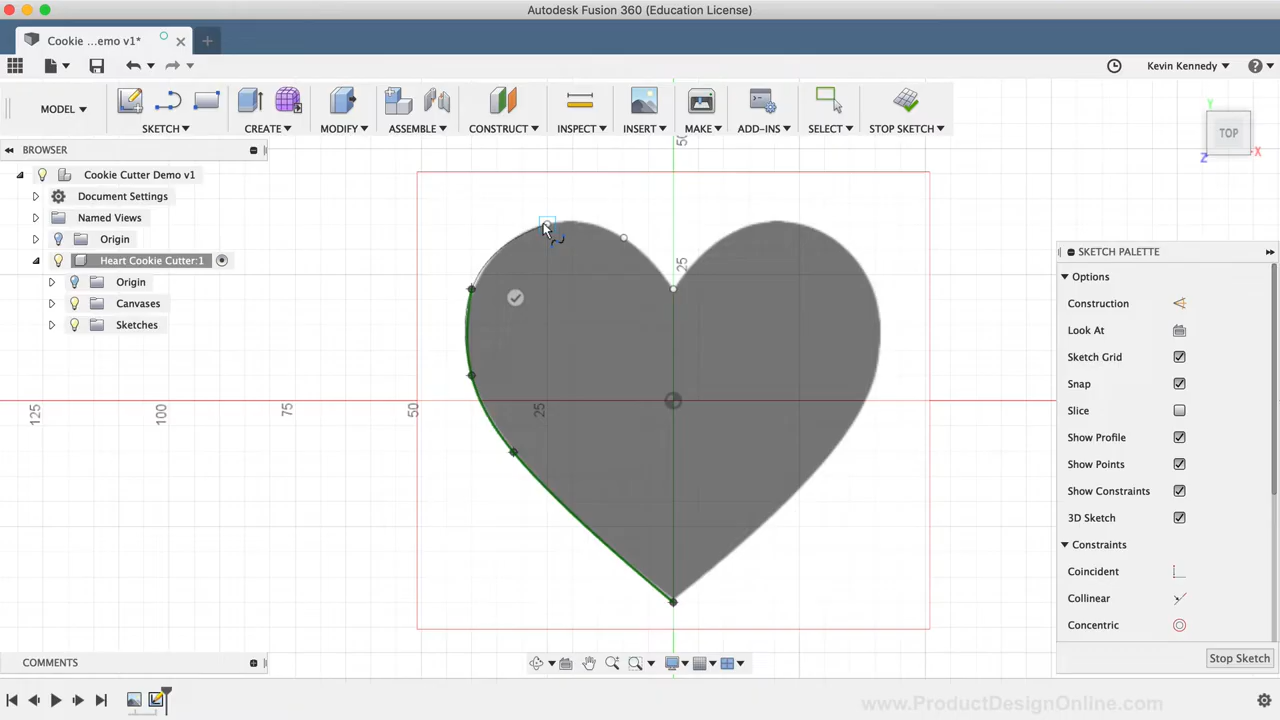 Autodesk Fusion 360 (Education License)
Cookie ...emo v1*
Kevin Kennedy
MODEL
SKETCH
CREATE
MODIFY
ASSEMBLE
CONSTRUCT
INSPECT
INSERT
MAKE
ADD-INS
SELECT
STOP SKETCH
Y
TOP
X
Z
BROWSER
Cookie Cutter Demo v1
Document Settings
Named Views
Origin
Heart Cookie Cutter:1
Origin
Canvases
Sketches
50
25
125
100
75
50
25
SKETCH PALETTE
Options
Construction
Look At
Sketch Grid
Snap
Slice
Show Profile
Show Points
Show Constraints
3D Sketch
Constraints
Coincident
Collinear
Concentric
Stop Sketch
COMMENTS
www.ProductDesignOnline.com